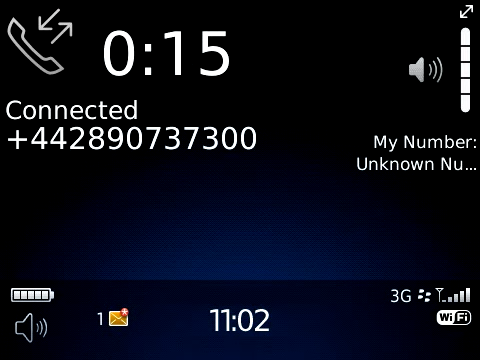 0:15
Connected
+442890737300
My Number:
Unknown Nu...
3G
1
11:02
WiFi